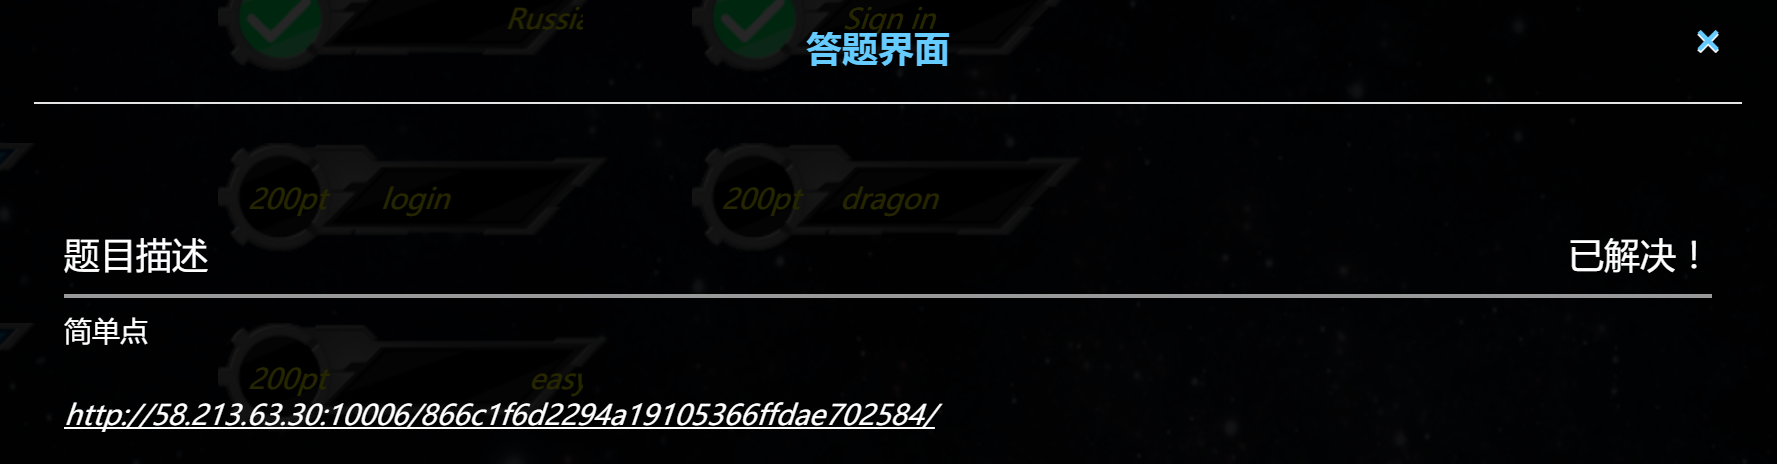 Russia
Sign in
答题界面
×
200pt login
200pt dragon
题目描述
已解决！
简单点
200pt easy
http://58.213.63.30:10006/866c1f6d2294a19105366ffdae702584/